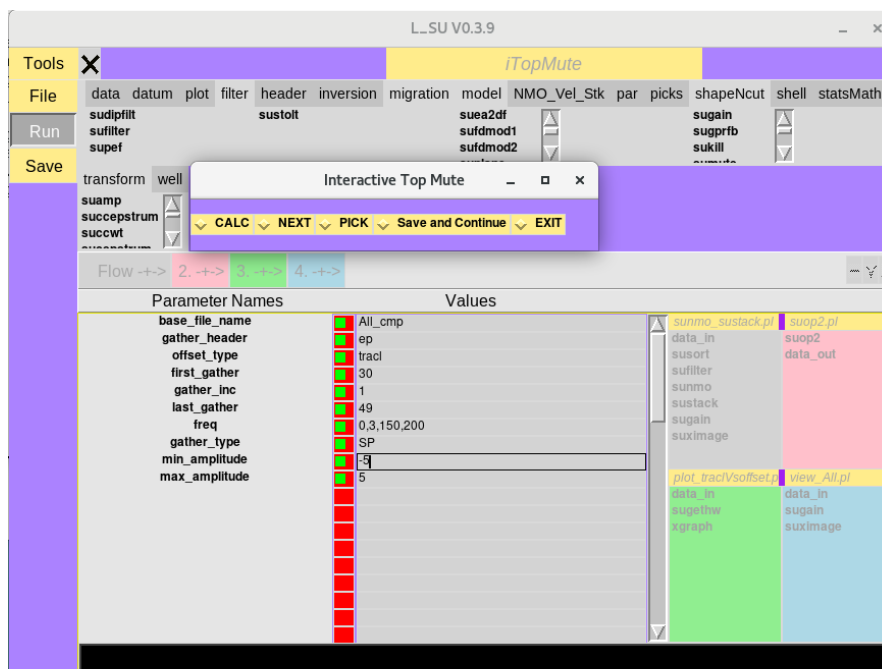 L_SU V0.3.9
Tools
iTopMute
File
data datum plot filter header inversion migration model NMO_Vel_Stk par picks shapeNcut shell statsMath
Run
sudipfilt
sufilter
supef
sustolt
suea2df
sufdmod1
sufdmod2
sugain
sugprfb
sukill
Save
transform well
suamp
succepstrum
succwt
Interactive Top Mute
CALC NEXT PICK Save and Continue EXIT
Flow -+-> 2. -+-> 3. -+-> 4. -+->
Parameter Names Values
base_file_name All_cmp
gather_header ep
offset_type tracl
first_gather 30
gather_inc 1
last_gather 49
freq 0,3,150,200
gather_type SP
min_amplitude -5
max_amplitude 5
sunmo_sustack.pl
data_in
susort
sufilter
sunmo
sustack
sugain
suximage
suop2.pl
suop2
data_out
plot_traclVsoffset.p
data_in
sugethw
xgraph
view_All.pl
data_in
sugain
suximage